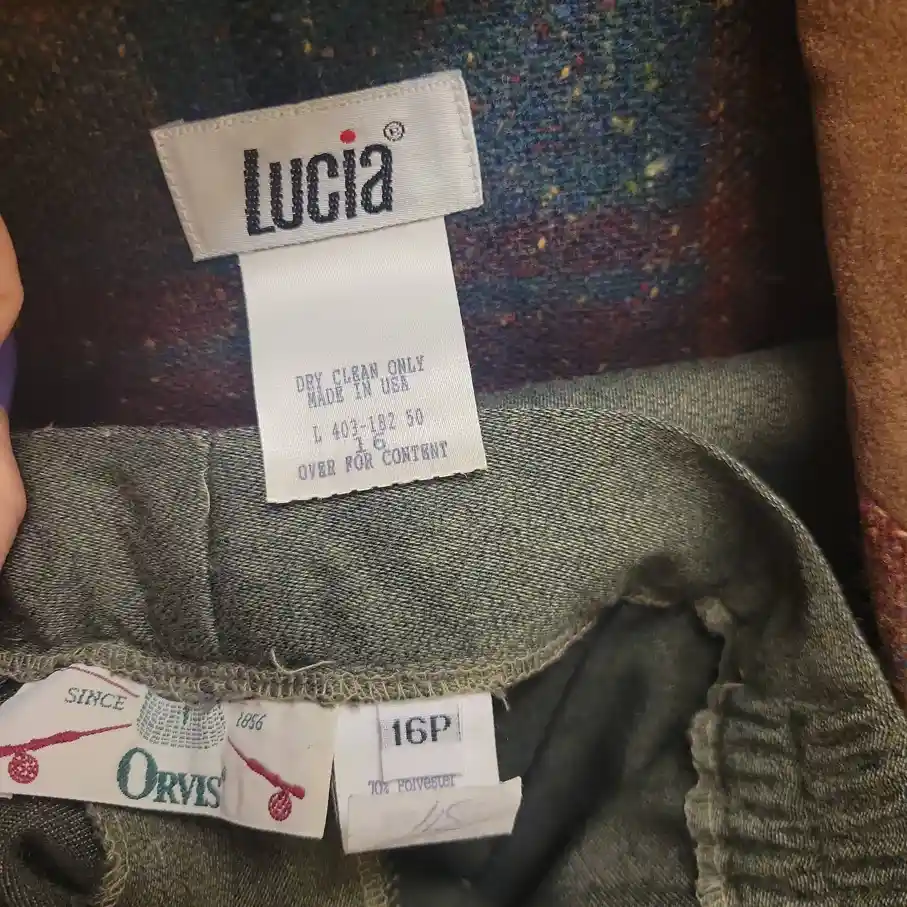 Lucia®
DRY CLEAN ONLY
MADE IN USA
L 403-182 50
16
OVER FOR CONTENT
SINCE 1856
ORVIS
16P
70% Polyester